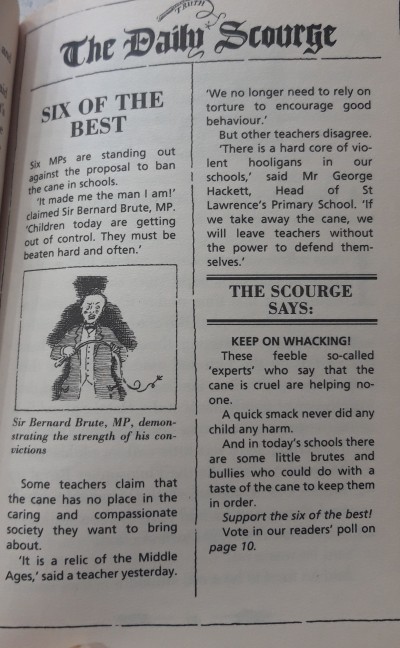 TRUTH
The Daily Scourge
SIX OF THE
BEST
Six MPs are standing out
against the proposal to ban
the cane in schools.
'It made me the man I am!'
claimed Sir Bernard Brute, MP.
'Children today are getting
out of control. They must be
beaten hard and often.'
Sir Bernard Brute, MP, demon-
strating the strength of his con-
victions
Some teachers claim that
the cane has no place in the
caring and compassionate
society they want to bring
about.
'It is a relic of the Middle
Ages,' said a teacher yesterday.
'We no longer need to rely on
torture to encourage good
behaviour.'
But other teachers disagree.
'There is a hard core of vio-
lent hooligans in our
schools,' said Mr George
Hackett, Head of St
Lawrence's Primary School. 'If
we take away the cane, we
will leave teachers without
the power to defend them-
selves.'
THE SCOURGE
SAYS:
KEEP ON WHACKING!
These feeble so-called
'experts' who say that the
cane is cruel are helping no-
one.
A quick smack never did any
child any harm.
And in today's schools there
are some little brutes and
bullies who could do with a
taste of the cane to keep them
in order.
Support the six of the best!
Vote in our readers' poll on
page 10.